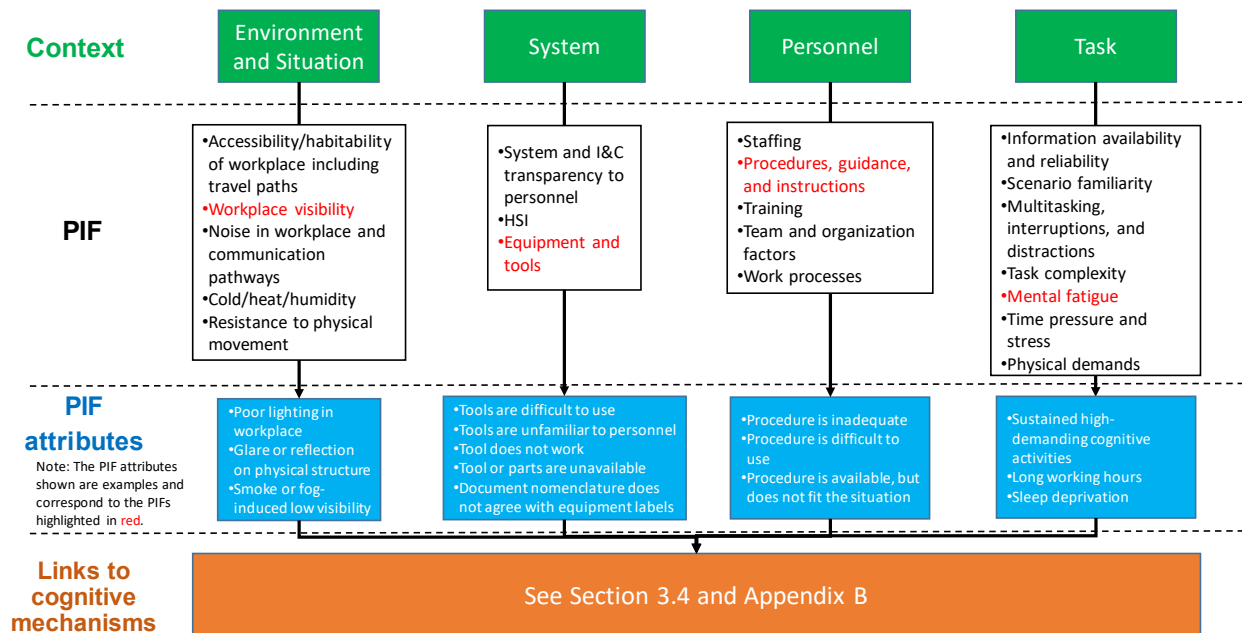 Context
Environment
and Situation
System
Personnel
Task
PIF
•Accessibility/habitability
of workplace including
travel paths
•Workplace visibility
•Noise in workplace and
communication
pathways
•Cold/heat/humidity
•Resistance to physical
movement
•System and I&C
transparency to
personnel
•HSI
•Equipment and
tools
•Staffing
•Procedures, guidance,
and instructions
•Training
•Team and organization
factors
•Work processes
•Information availability
and reliability
•Scenario familiarity
•Multitasking,
interruptions, and
distractions
•Task complexity
•Mental fatigue
•Time pressure and
stress
•Physical demands
PIF
attributes
Note: The PIF attributes
shown are examples and
correspond to the PIFs
highlighted in red.
•Poor lighting in
workplace
•Glare or reflection
on physical structure
•Smoke or fog-
induced low visibility
•Tools are difficult to use
•Tools are unfamiliar to personnel
•Tool does not work
•Tool or parts are unavailable
•Document nomenclature does
not agree with equipment labels
•Procedure is inadequate
•Procedure is difficult to
use
•Procedure is available, but
does not fit the situation
•Sustained high-
demanding cognitive
activities
•Long working hours
•Sleep deprivation
Links to
cognitive
mechanisms
See Section 3.4 and Appendix B